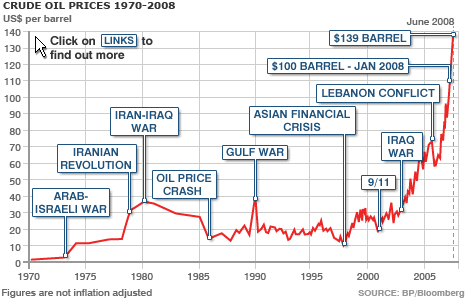 CRUDE OIL PRICES 1970-2008
US$ per barrel
June 2008
140
130
120
110
100
90
80
70
60
50
40
30
20
10
0
Click on LINKS to
find out more
$139 BARREL
$100 BARREL - JAN 2008
LEBANON CONFLICT
IRAN-IRAQ
WAR
ASIAN FINANCIAL
CRISIS
IRANIAN
REVOLUTION
GULF WAR
IRAQ
WAR
OIL PRICE
CRASH
9/11
ARAB-
ISRAELI WAR
1970
1975
1980
1986
1990
1995
2000
2005
Figures are not inflation adjusted
SOURCE: BP/Bloomberg